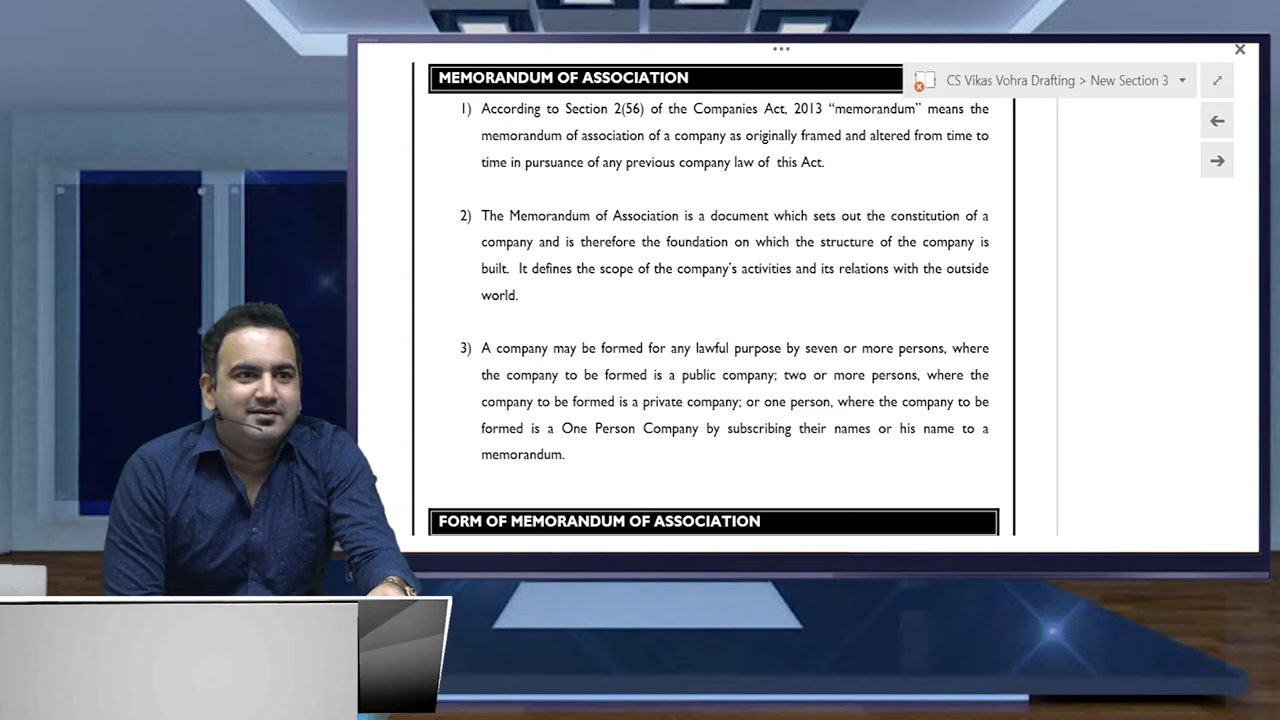 MEMORANDUM OF ASSOCIATION
CS Vikas Vohra Drafting > New Section 3
1) According to Section 2(56) of the Companies Act, 2013 “memorandum” means the
memorandum of association of a company as originally framed and altered from time to
time in pursuance of any previous company law of this Act.
2) The Memorandum of Association is a document which sets out the constitution of a
company and is therefore the foundation on which the structure of the company is
built. It defines the scope of the company’s activities and its relations with the outside
world.
3) A company may be formed for any lawful purpose by seven or more persons, where
the company to be formed is a public company; two or more persons, where the
company to be formed is a private company; or one person, where the company to be
formed is a One Person Company by subscribing their names or his name to a
memorandum.
FORM OF MEMORANDUM OF ASSOCIATION